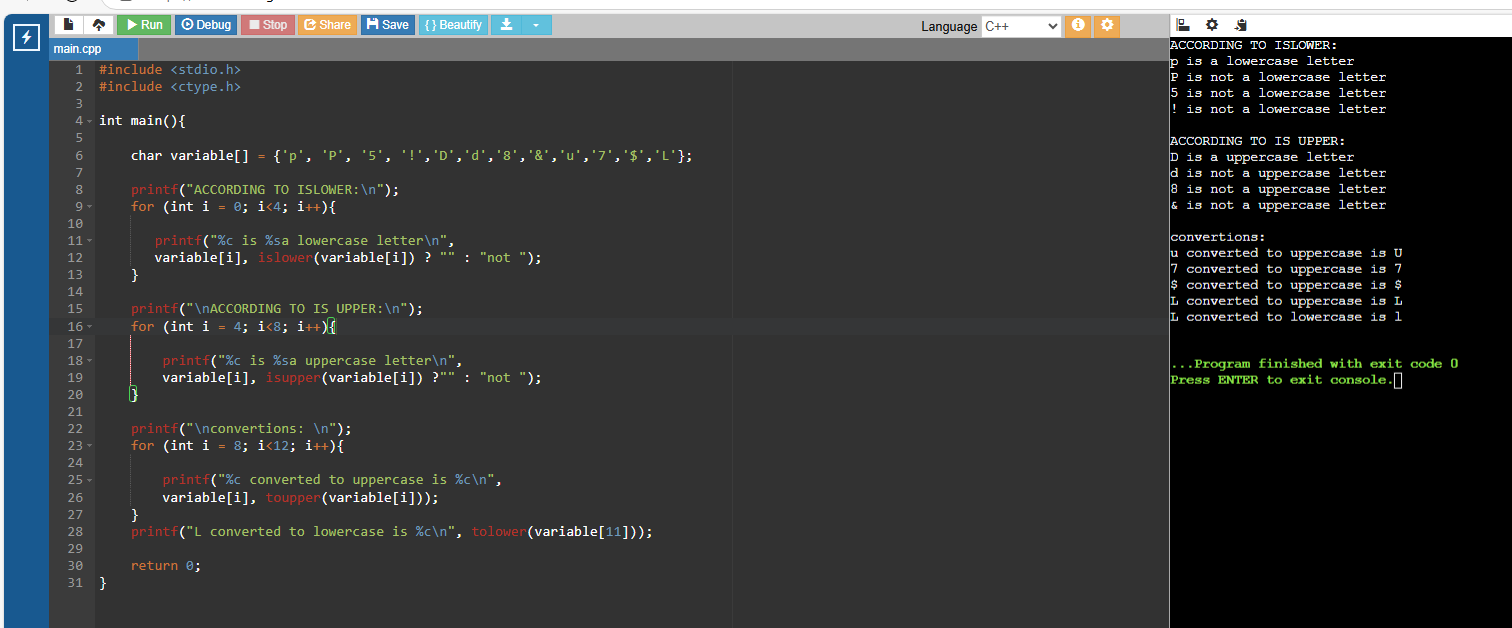 Run Debug Stop Share Save { } Beautify
Language C++
main.cpp
1 #include <stdio.h>
2 #include <ctype.h>
3
4 int main(){
5
6 char variable[] = {'p', 'P', '5', '!','D','d','8','&','u','7','$','L'};
7
8 printf("ACCORDING TO ISLOWER:\n");
9 for (int i = 0; i<4; i++){
10
11 printf("%c is %sa lowercase letter\n",
12 variable[i], islower(variable[i]) ? "" : "not ");
13 }
14
15 printf("\nACCORDING TO IS UPPER:\n");
16 for (int i = 4; i<8; i++){
17
18 printf("%c is %sa uppercase letter\n",
19 variable[i], isupper(variable[i]) ?"" : "not ");
20 }
21
22 printf("\nconvertions: \n");
23 for (int i = 8; i<12; i++){
24
25 printf("%c converted to uppercase is %c\n",
26 variable[i], toupper(variable[i]));
27 }
28 printf("L converted to lowercase is %c\n", tolower(variable[11]));
29
30 return 0;
31 }
ACCORDING TO ISLOWER:
p is a lowercase letter
P is not a lowercase letter
5 is not a lowercase letter
! is not a lowercase letter
ACCORDING TO IS UPPER:
D is a uppercase letter
d is not a uppercase letter
8 is not a uppercase letter
& is not a uppercase letter
convertions:
u converted to uppercase is U
7 converted to uppercase is 7
$ converted to uppercase is $
L converted to uppercase is L
L converted to lowercase is l
...Program finished with exit code 0
Press ENTER to exit console.